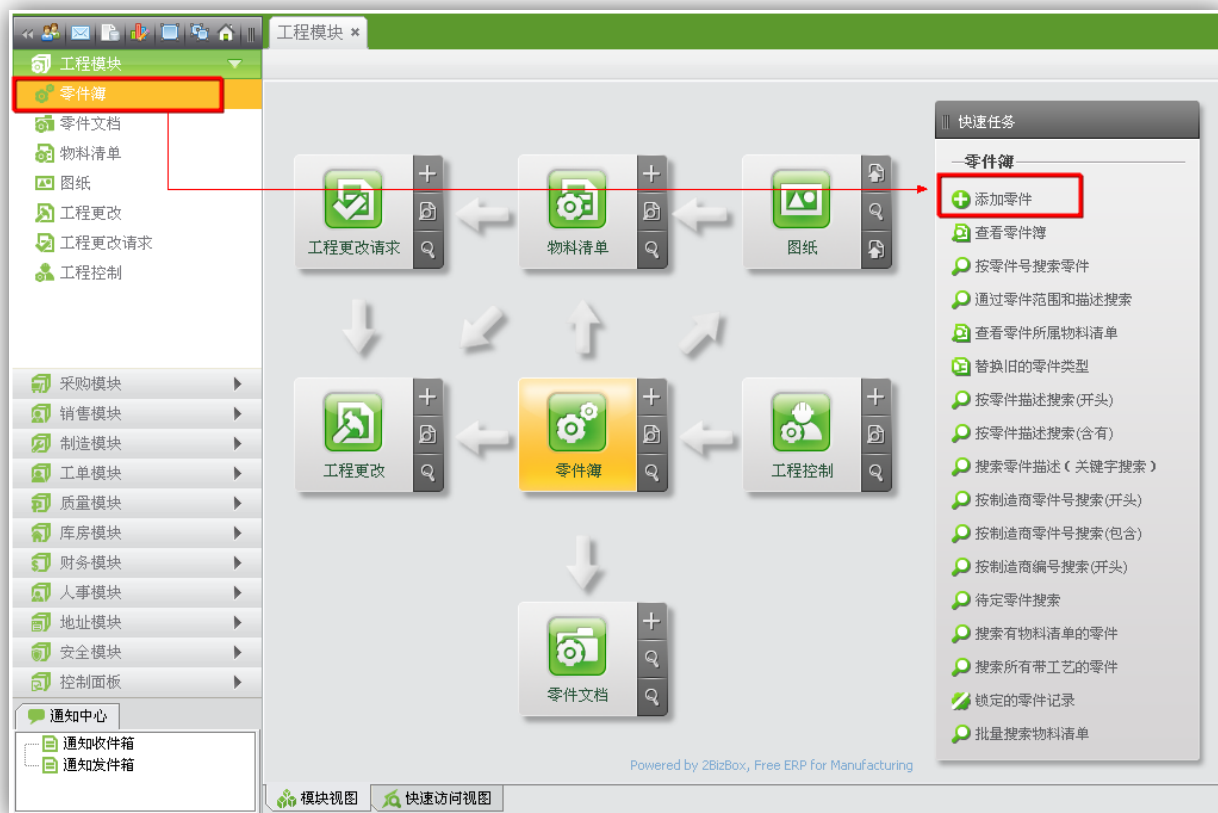 工程模块
工程模块
零件簿
零件文档
物料清单
图纸
工程更改
工程更改请求
工程控制
采购模块
销售模块
制造模块
工单模块
质量模块
库房模块
财务模块
人事模块
地址模块
安全模块
控制面板
通知中心
通知收件箱
通知发件箱
工程更改请求
物料清单
图纸
工程更改
零件簿
工程控制
零件文档
Powered by 2BizBox, Free ERP for Manufacturing
模块视图
快速访问视图
快速任务
零件簿
添加零件
查看零件簿
按零件号搜索零件
通过零件范围和描述搜索
查看零件所属物料清单
替换旧的零件类型
按零件描述搜索(开头)
按零件描述搜索(含有)
搜索零件描述（关键字搜索）
按制造商零件号搜索(开头)
按制造商零件号搜索(包含)
按制造商编号搜索(开头)
待定零件搜索
搜索有物料清单的零件
搜索所有带工艺的零件
锁定的零件记录
批量搜索物料清单